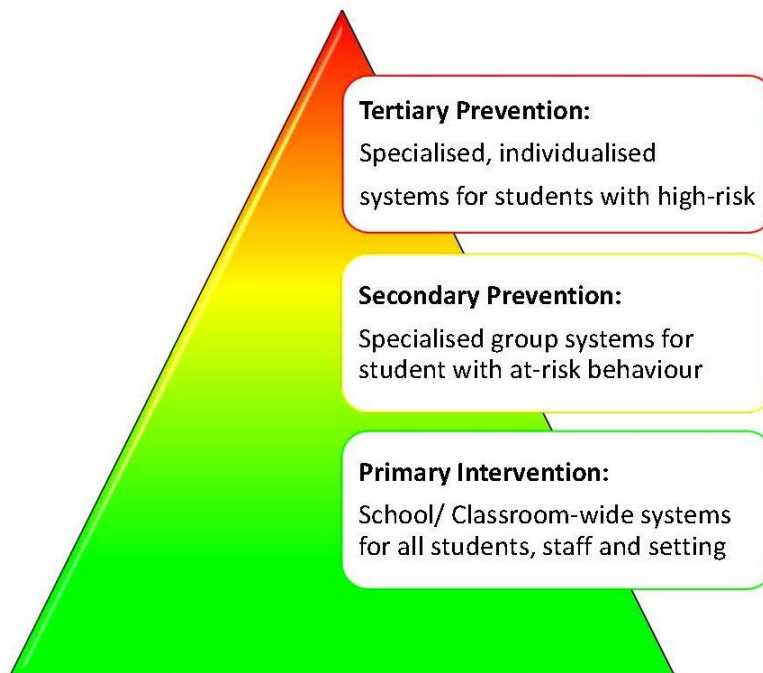 Tertiary Prevention:
Specialised, individualised
systems for students with high-risk
Secondary Prevention:
Specialised group systems for
student with at-risk behaviour
Primary Intervention:
School/ Classroom-wide systems
for all students, staff and setting